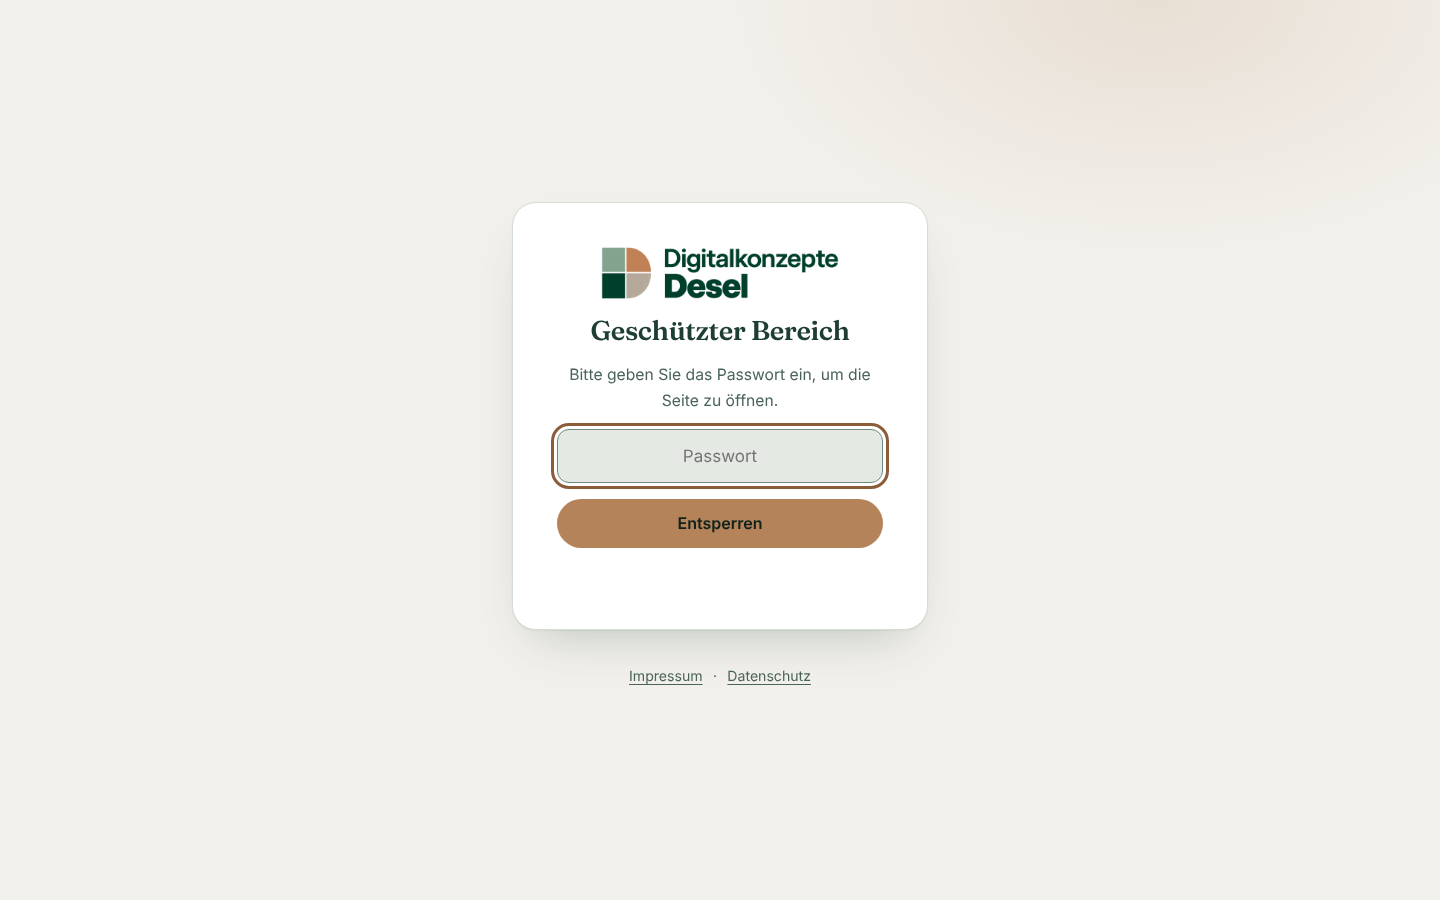 Digitalkonzepte
Desel
Geschützter Bereich
Bitte geben Sie das Passwort ein, um die
Seite zu öffnen.
Passwort
Entsperren
Impressum · Datenschutz